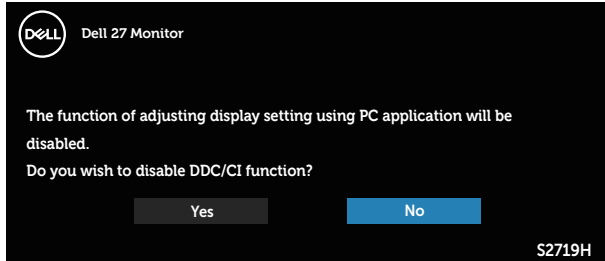 DELL
Dell 27 Monitor
The function of adjusting display setting using PC application will be
disabled.
Do you wish to disable DDC/CI function?
Yes
No
S2719H